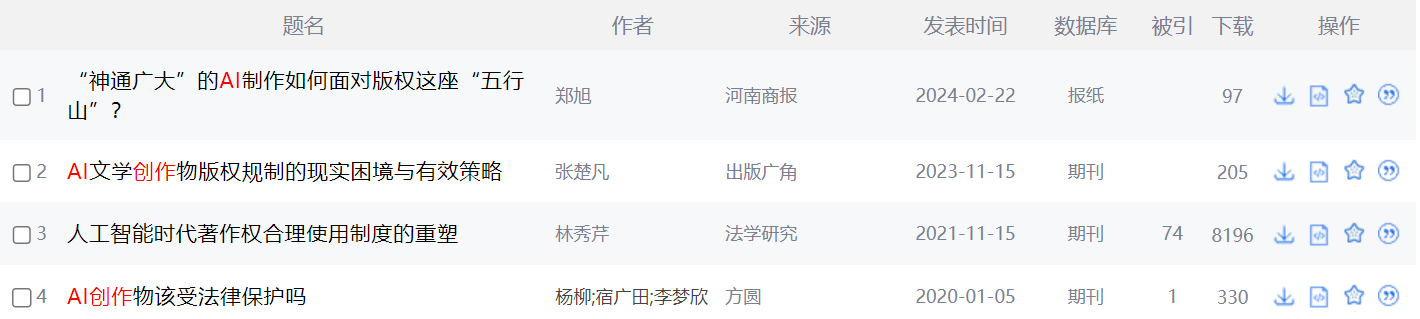 题名 作者 来源 发表时间 数据库 被引 下载 操作
1 “神通广大”的AI制作如何面对版权这座“五行
山”？ 郑旭 河南商报 2024-02-22 报纸 97
2 AI文学创作物版权规制的现实困境与有效策略 张楚凡 出版广角 2023-11-15 期刊 205
3 人工智能时代著作权合理使用制度的重塑 林秀芹 法学研究 2021-11-15 期刊 74 8196
4 AI创作物该受法律保护吗 杨柳;宿广田;李梦欣 方圆 2020-01-05 期刊 1 330